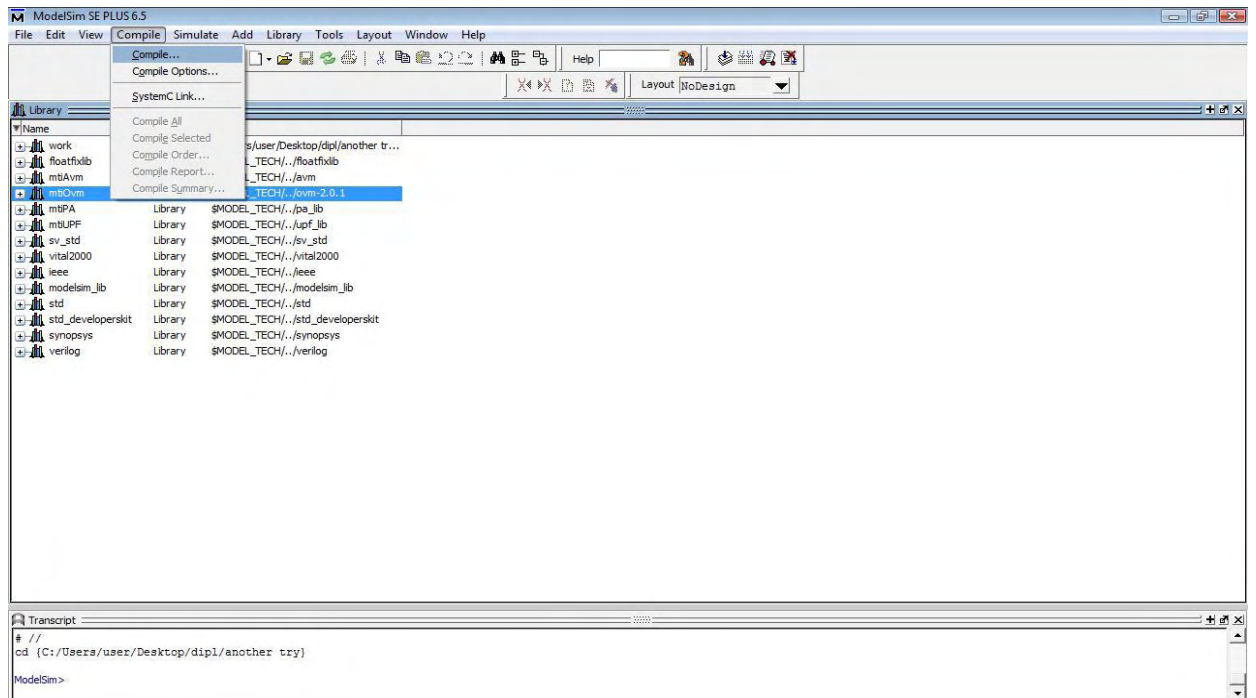 ModelSim SE PLUS 6.5
File Edit View Compile Simulate Add Library Tools Layout Window Help
Compile...
Help
Compile Options...
Layout NoDesign
SystemC Link...
Library
Name
Compile All
Compile Selected
Compile Order...
Compile Report...
Compile Summary...
work s/user/Desktop/dipl/another tr...
floatfixlib L_TECH/../floatfixlib
mtiAvm L_TECH/../avm
mtiOvm L_TECH/../ovm-2.0.1
mtiPA Library $MODEL_TECH/../pa_lib
mtiUPF Library $MODEL_TECH/../upf_lib
sv_std Library $MODEL_TECH/../sv_std
vital2000 Library $MODEL_TECH/../vital2000
ieee Library $MODEL_TECH/../ieee
modelsim_lib Library $MODEL_TECH/../modelsim_lib
std Library $MODEL_TECH/../std
std_developerskit Library $MODEL_TECH/../std_developerskit
synopsys Library $MODEL_TECH/../synopsys
verilog Library $MODEL_TECH/../verilog
Transcript
# //
cd {C:/Users/user/Desktop/dipl/another try}
ModelSim>